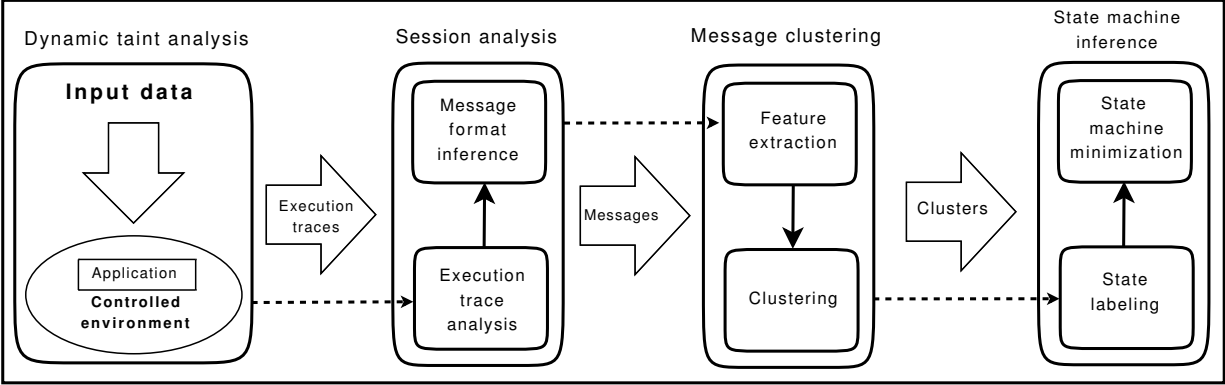 Dynamic taint analysis
Input data
Application
Controlled
environment
Execution
traces
Session analysis
Message
format
inference
Execution
trace
analysis
Messages
Message clustering
Feature
extraction
Clustering
Clusters
State machine
inference
State
machine
minimization
State
labeling